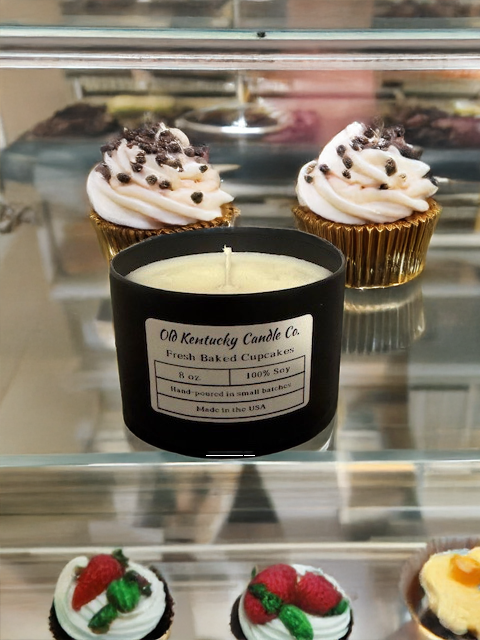 Old Kentucky Candle Co.
Fresh Baked Cupcakes
8 oz. 100% Soy
Hand-poured in small batches
Made in the USA